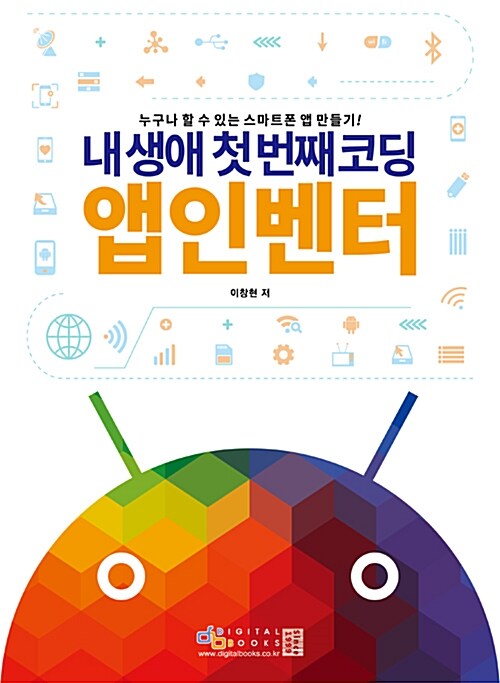 누구나 할 수 있는 스마트폰 앱 만들기!
내 생애 첫 번째 코딩
앱인벤터
이창현 저
DIGITAL
BOOKS
www.digitalbooks.co.kr